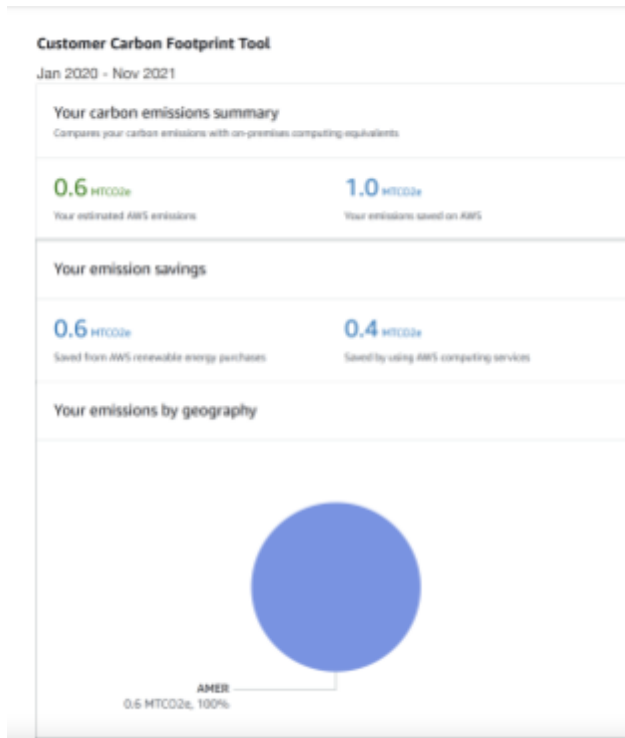 Customer Carbon Footprint Tool
Jan 2020 - Nov 2021
Your carbon emissions summary
Compares your carbon emissions with on-premises computing equivalents
0.6 MTCO2e
1.0 MTCO2e
Your estimated AWS emissions
Your emissions saved on AWS
Your emission savings
0.6 MTCO2e
0.4 MTCO2e
Saved from AWS renewable energy purchases
Saved by using AWS computing services
Your emissions by geography
AMER
0.6 MTCO2e, 100%